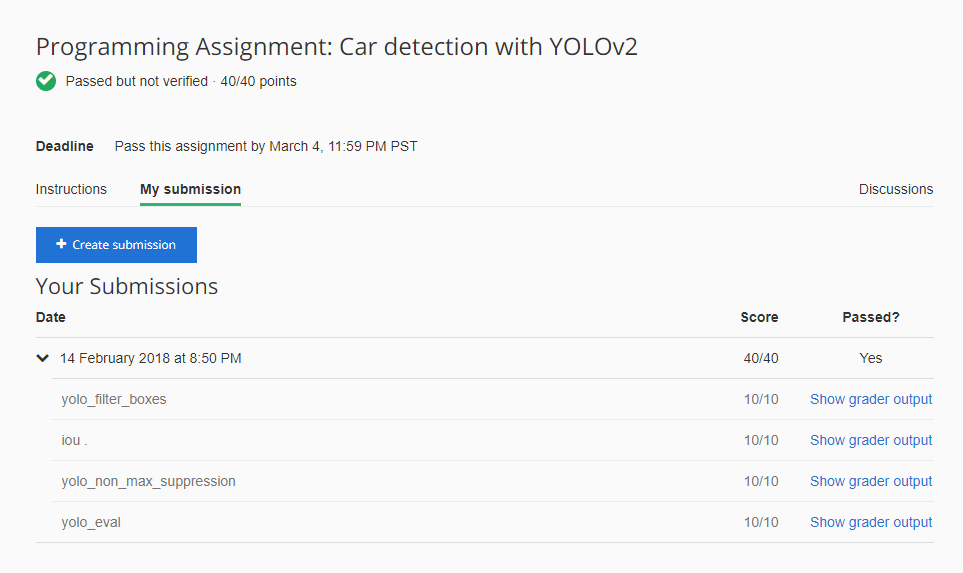 Programming Assignment: Car detection with YOLOv2
Passed but not verified · 40/40 points
Deadline Pass this assignment by March 4, 11:59 PM PST
Instructions My submission Discussions
+ Create submission
Your Submissions
Date Score Passed?
14 February 2018 at 8:50 PM 40/40 Yes
yolo_filter_boxes 10/10 Show grader output
iou . 10/10 Show grader output
yolo_non_max_suppression 10/10 Show grader output
yolo_eval 10/10 Show grader output